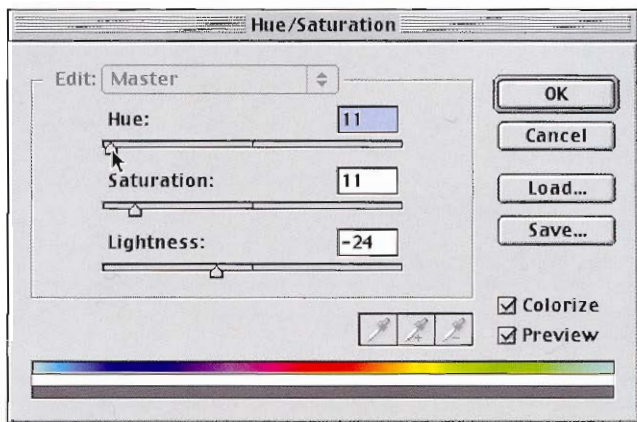 Hue/Saturation
Edit: Master
Hue: 11
Saturation: 11
Lightness: -24
OK
Cancel
Load...
Save...
Colorize
Preview